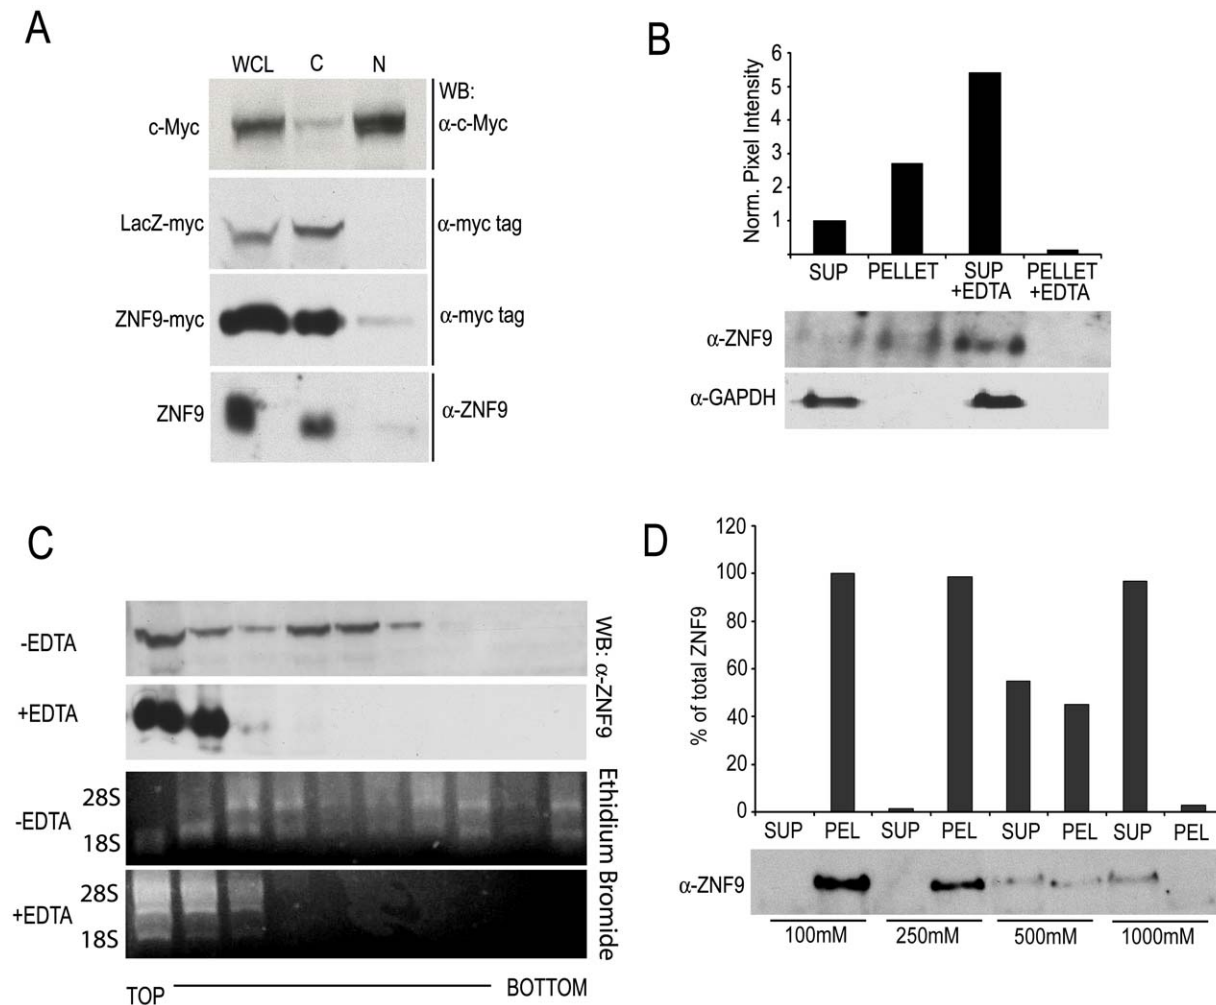 A
WCL C N
WB:
c-Myc α-c-Myc
LacZ-myc α-myc tag
ZNF9-myc α-myc tag
ZNF9 α-ZNF9
B
Norm. Pixel Intensity
6
5
4
3
2
1
SUP PELLET SUP +EDTA PELLET +EDTA
α-ZNF9
α-GAPDH
C
-EDTA
+EDTA
WB: α-ZNF9
28S
-EDTA
18S
28S
+EDTA
18S
Ethidium Bromide
TOP BOTTOM
D
% of total ZNF9
120
100
80
60
40
20
0
SUP PEL SUP PEL SUP PEL SUP PEL
α-ZNF9
100mM 250mM 500mM 1000mM